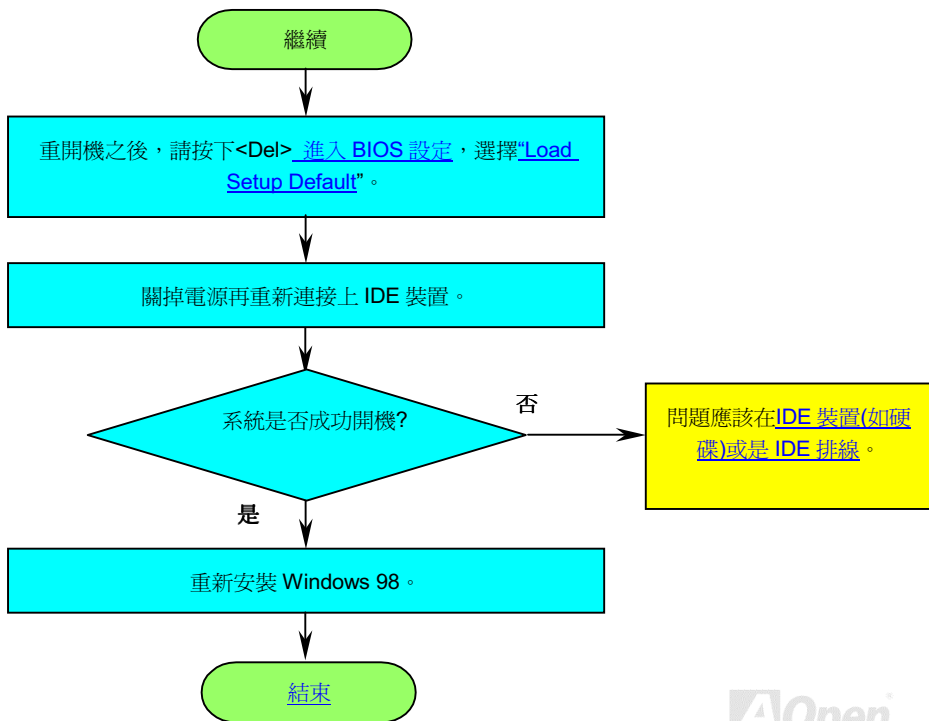 繼續
重開機之後，請按下<Del> 進入 BIOS 設定，選擇“Load
Setup Default”。
關掉電源再重新連接上 IDE 裝置。
系統是否成功開機?
否
問題應該在IDE 裝置(如硬
碟)或是 IDE 排線。
是
重新安裝 Windows 98。
結束
AOpen